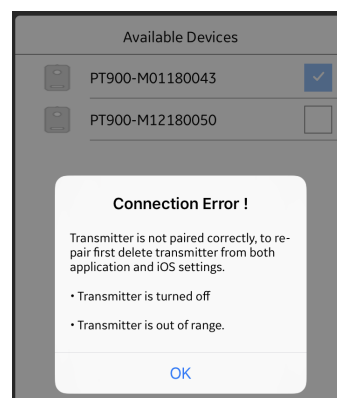 Available Devices
PT900-M01180043
PT900-M12180050
Connection Error !
Transmitter is not paired correctly, to re-
pair first delete transmitter from both
application and iOS settings.
• Transmitter is turned off
• Transmitter is out of range.
OK